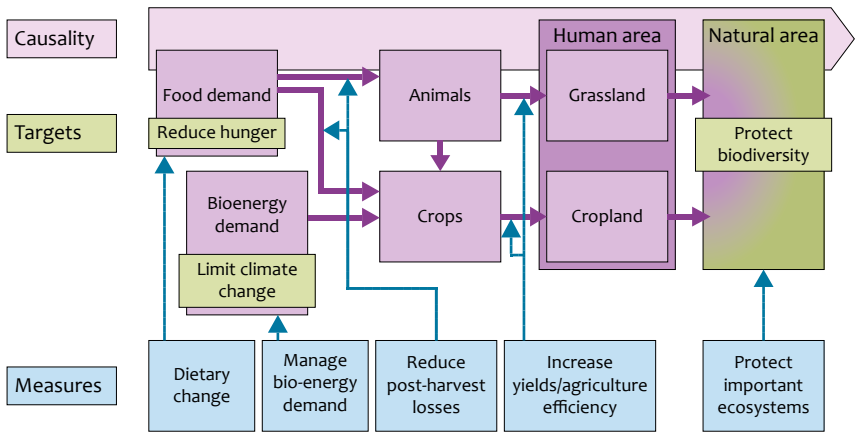 Causality
Human area
Natural area
Food demand
Animals
Grassland
Targets
Reduce hunger
Protect
biodiversity
Bioenergy
demand
Crops
Cropland
Limit climate
change
Measures
Dietary
change
Manage
bio-energy
demand
Reduce
post-harvest
losses
Increase
yields/agriculture
efficiency
Protect
important
ecosystems